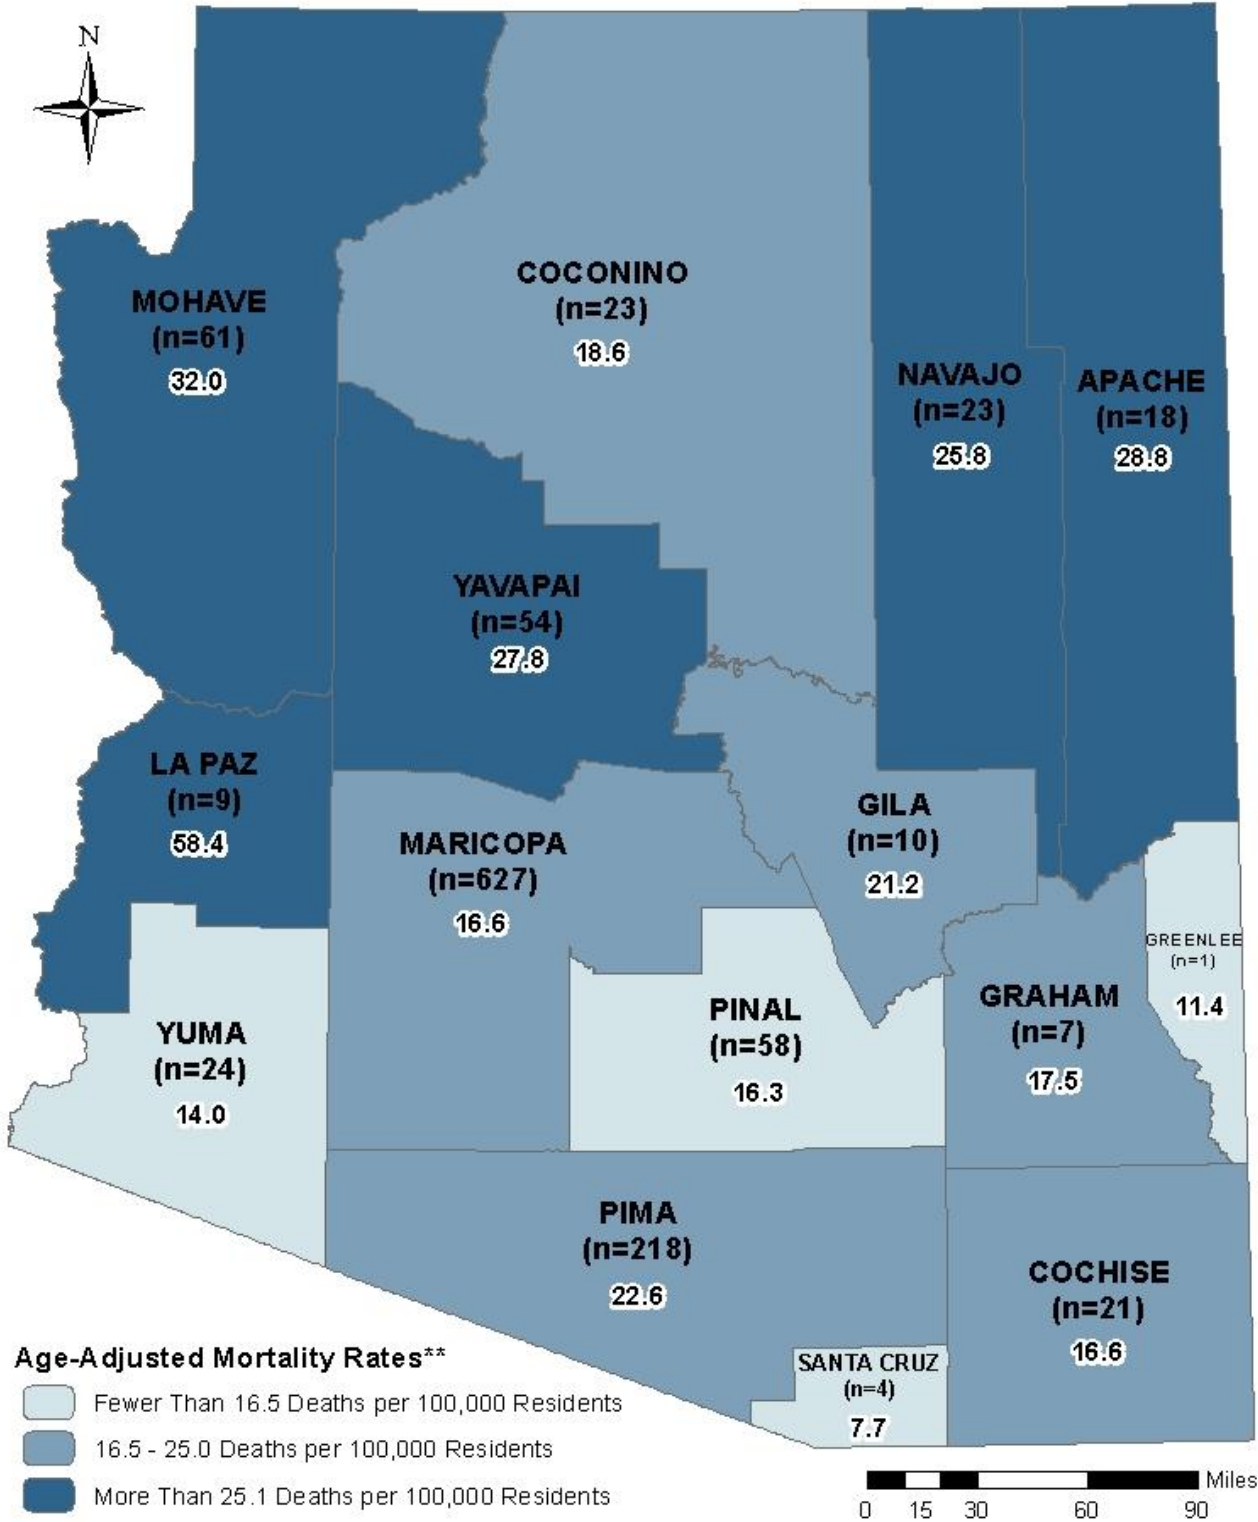 N
COCONINO
(n=23)
18.6
MOHAVE
(n=61)
32.0
NAVAJO
(n=23)
25.8
APACHE
(n=18)
28.8
YAVAPAI
(n=54)
27.8
LA PAZ
(n=9)
58.4
MARICOPA
(n=627)
16.6
GILA
(n=10)
21.2
GREENLEE
(n=1)
11.4
YUMA
(n=24)
14.0
PINAL
(n=58)
16.3
GRAHAM
(n=7)
17.5
PIMA
(n=218)
22.6
COCHISE
(n=21)
16.6
SANTA CRUZ
(n=4)
7.7
Age-Adjusted Mortality Rates**
Fewer Than 16.5 Deaths per 100,000 Residents
16.5 - 25.0 Deaths per 100,000 Residents
More Than 25.1 Deaths per 100,000 Residents
Miles
0 15 30 60 90